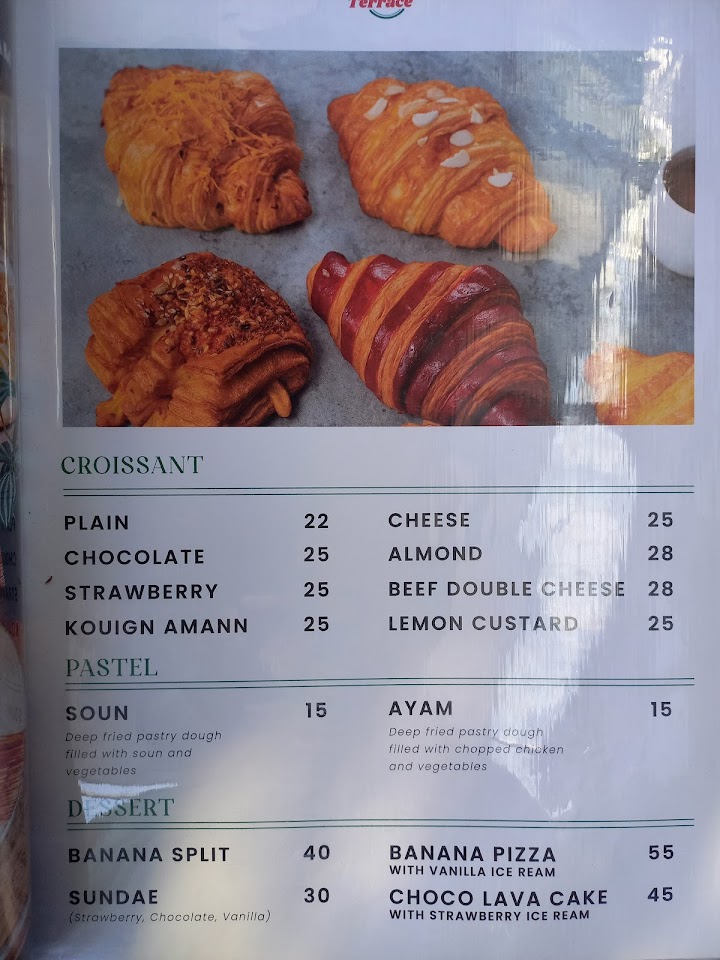 Terrace
CROISSANT
PLAIN 22
CHEESE 25
CHOCOLATE 25
ALMOND 28
STRAWBERRY 25
BEEF DOUBLE CHEESE 28
KOUIGN AMANN 25
LEMON CUSTARD 25
PASTEL
SOUN 15
Deep fried pastry dough
filled with soun and
vegetables
AYAM 15
Deep fried pastry dough
filled with chopped chicken
and vegetables
DESSERT
BANANA SPLIT 40
BANANA PIZZA 55
WITH VANILLA ICE REAM
SUNDAE 30
(Strawberry, Chocolate, Vanilla)
CHOCO LAVA CAKE 45
WITH STRAWBERRY ICE REAM